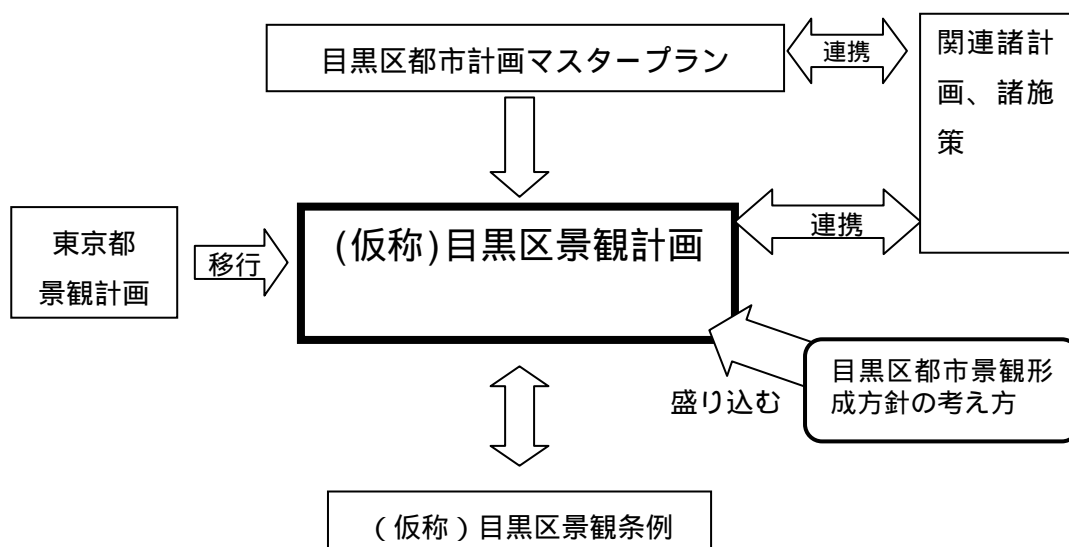 目黒区都市計画マスタープラン
連携
関連諸計
画、諸施
策
東京都
景観計画
移行
(仮称)目黒区景観計画
連携
盛り込む
目黒区都市景観形
成方針の考え方
（仮称）目黒区景観条例